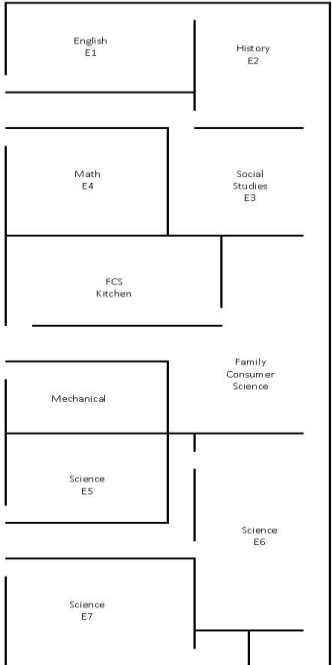 English
E1
History
E2
Math
E4
Social
Studies
E3
FCS
Kitchen
Family
Consumer
Science
Mechanical
Science
E5
Science
E6
Science
E7